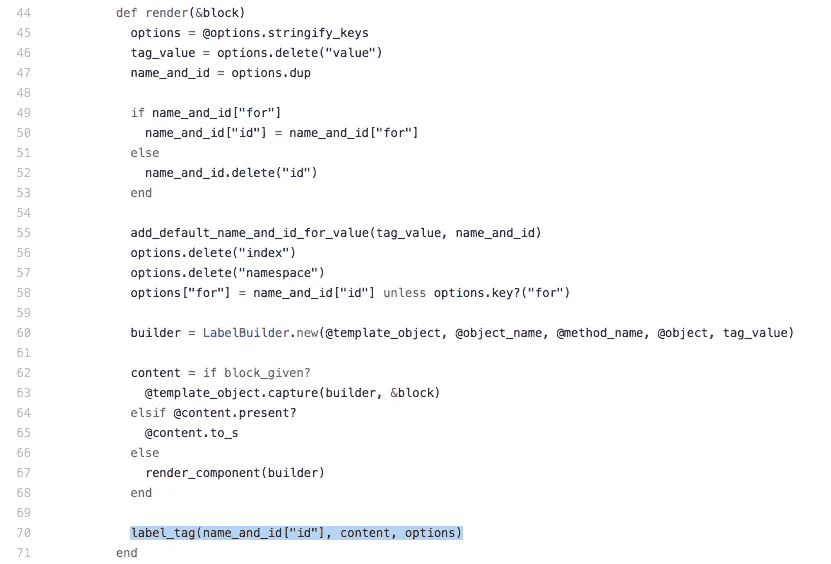 44 def render(&block)
45 options = @options.stringify_keys
46 tag_value = options.delete("value")
47 name_and_id = options.dup
48
49 if name_and_id["for"]
50 name_and_id["id"] = name_and_id["for"]
51 else
52 name_and_id.delete("id")
53 end
54
55 add_default_name_and_id_for_value(tag_value, name_and_id)
56 options.delete("index")
57 options.delete("namespace")
58 options["for"] = name_and_id["id"] unless options.key?("for")
59
60 builder = LabelBuilder.new(@template_object, @object_name, @method_name, @object, tag_value)
61
62 content = if block_given?
63 @template_object.capture(builder, &block)
64 elsif @content.present?
65 @content.to_s
66 else
67 render_component(builder)
68 end
69
70 label_tag(name_and_id["id"], content, options)
71 end